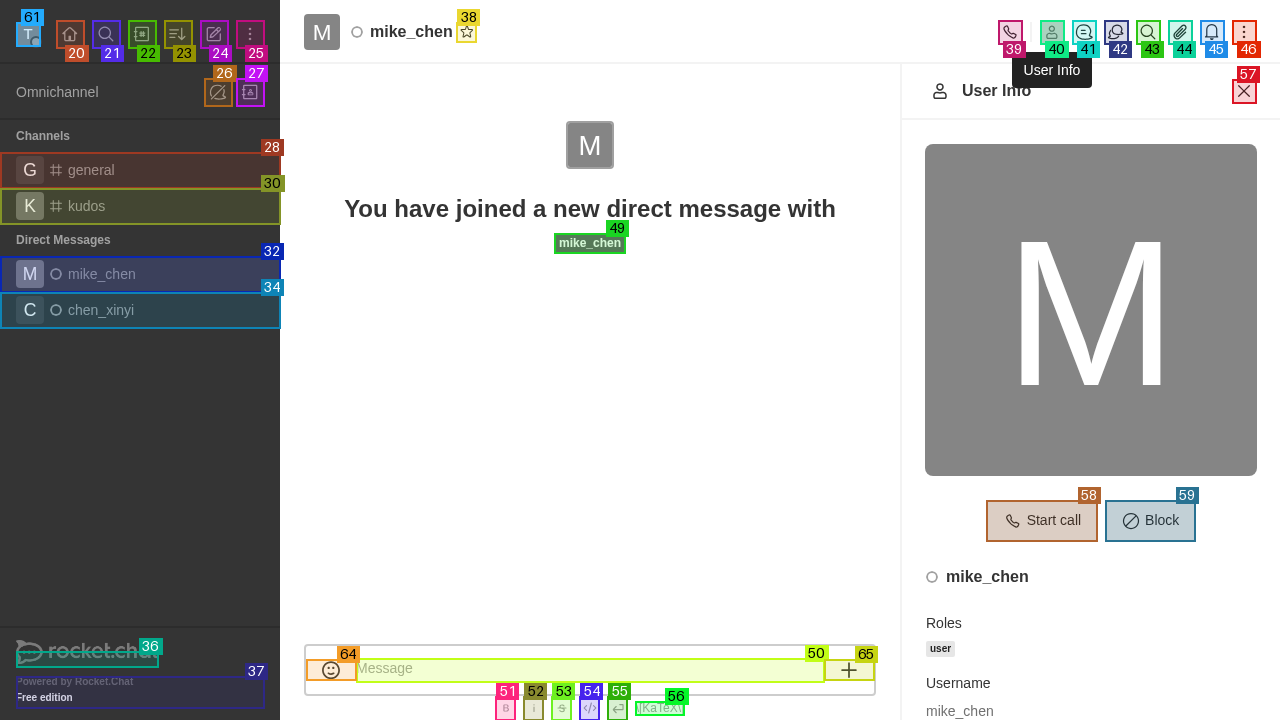 61
T
20
21
22
23
24
25
Omnichannel
26
27
Channels
28
G general
30
K kudos
Direct Messages
32
M mike_chen
34
C chen_xinyi
36
rocket.chat
37
Powered by Rocket.Chat
Free edition
M mike_chen
38
39
40
41
42
43
44
45
46
User Info
User Info
57
M
You have joined a new direct message with
49
mike_chen
64
Message
50
65
51
52
53
54
55
56
B
i
S
</>
\[KaTeX\]
M
58
Start call
59
Block
mike_chen
Roles
user
Username
mike_chen